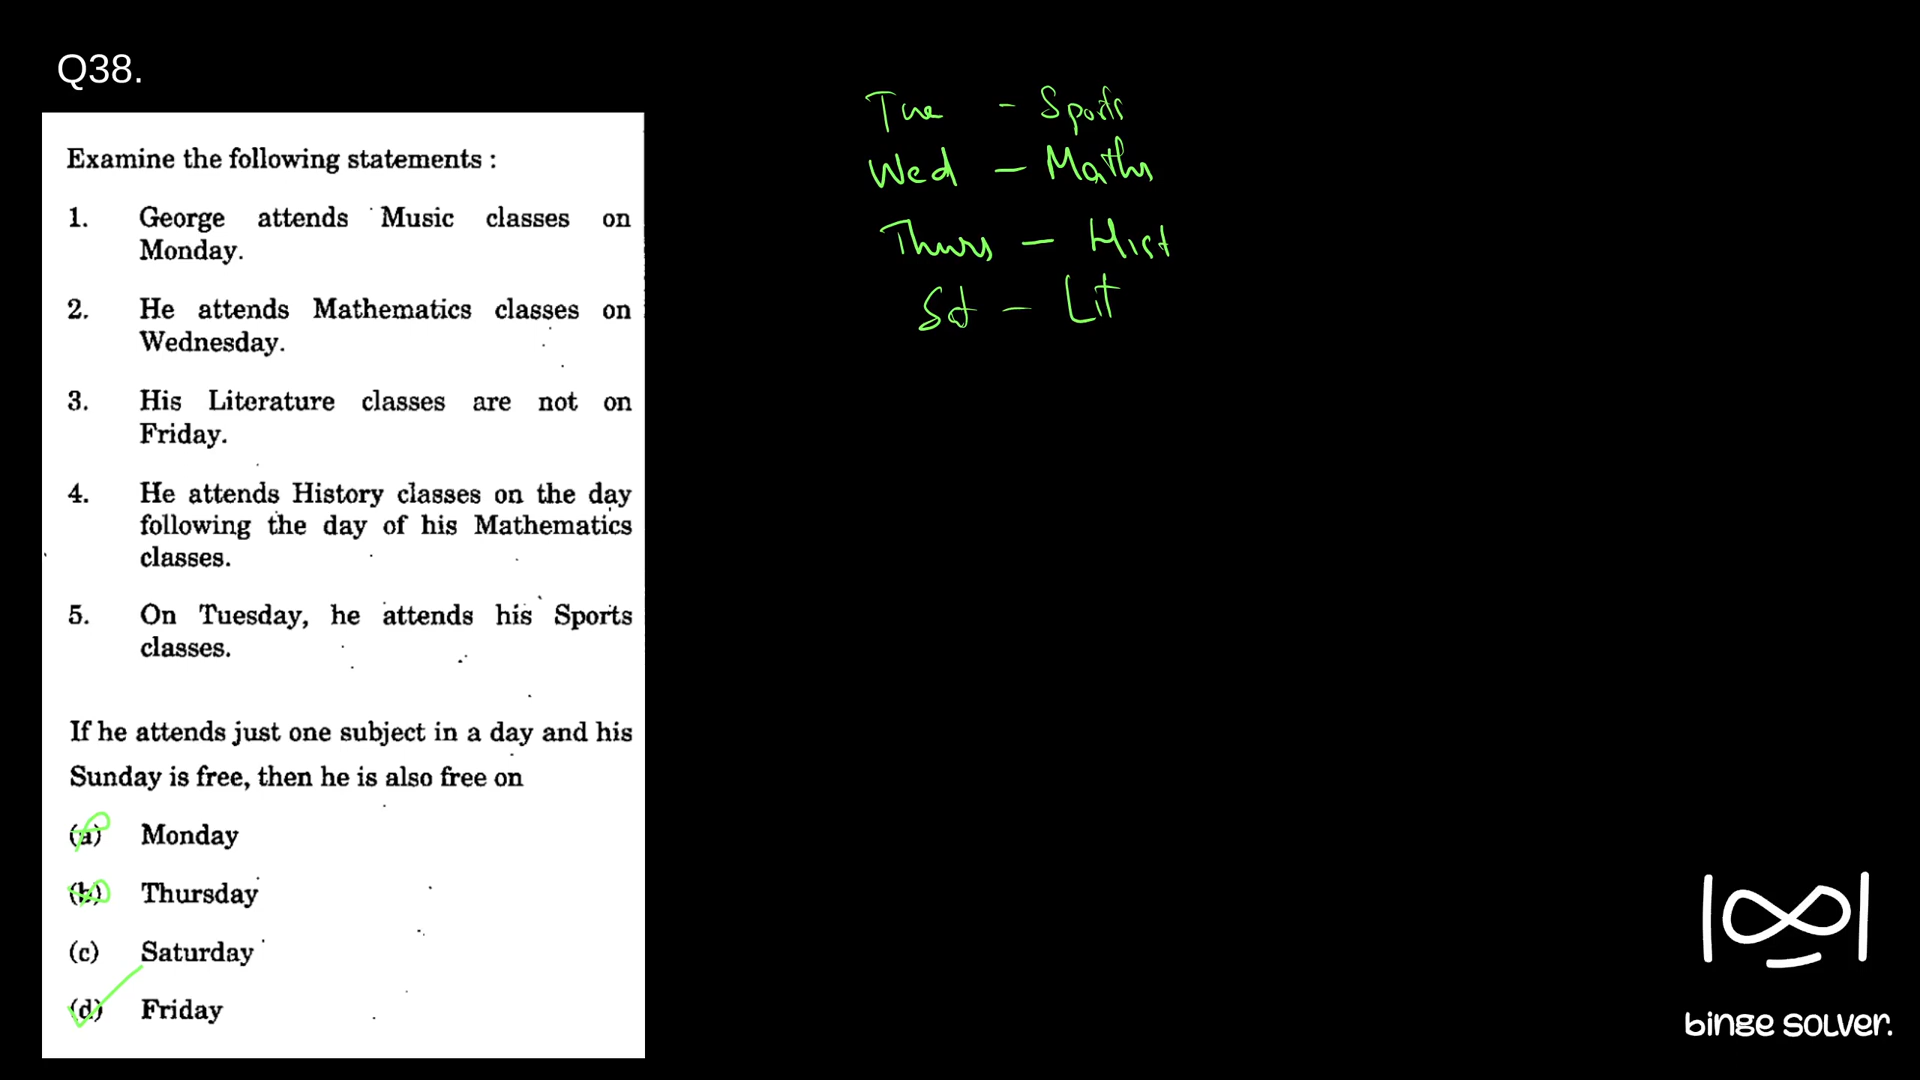 Q38.
Examine the following statements :
1. George attends Music classes on
Monday.
2. He attends Mathematics classes on
Wednesday.
3. His Literature classes are not on
Friday.
4. He attends History classes on the day
following the day of his Mathematics
classes.
5. On Tuesday, he attends his Sports
classes.
If he attends just one subject in a day and his
Sunday is free, then he is also free on
(a) Monday
(b) Thursday
(c) Saturday
(d) Friday
Tue - Sports
Wed - Maths
Thurs - Hist
Sat - Lit
binge solver.